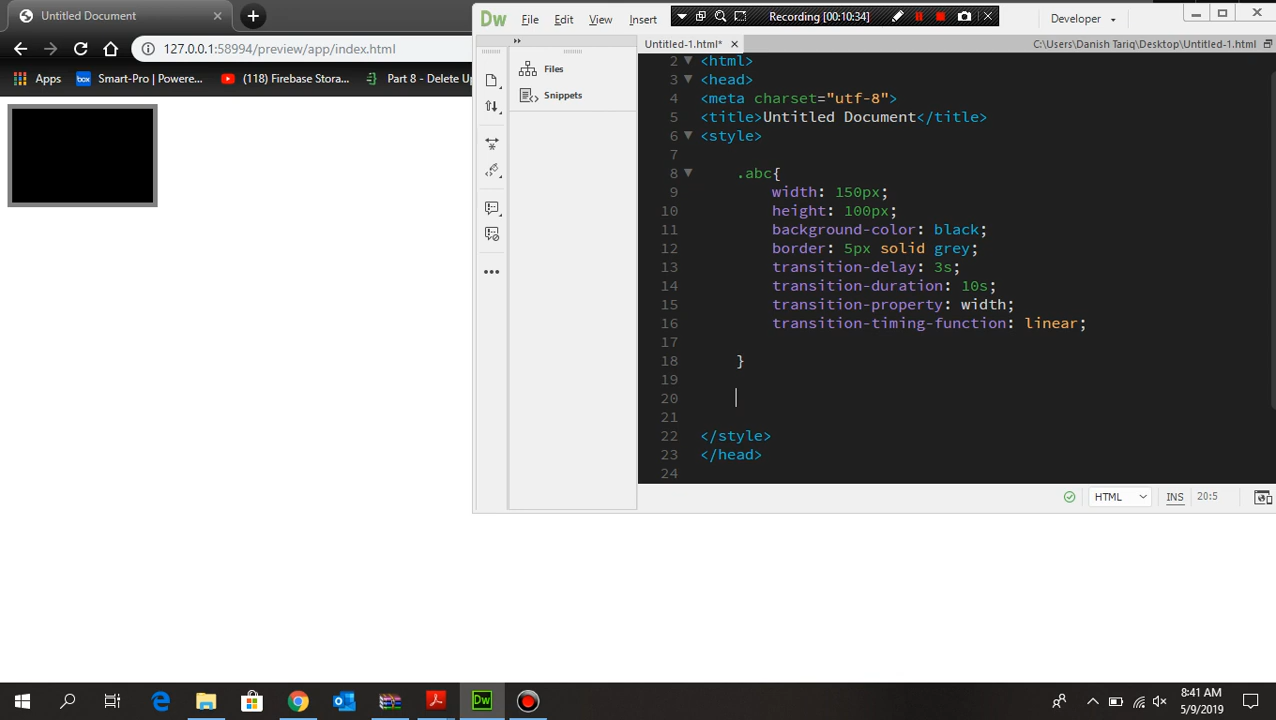 Untitled Document
127.0.0.1:58994/preview/app/index.html
Apps Smart-Pro | Powere... (118) Firebase Stora... Part 8 - Delete Up
Dw File Edit View Insert Recording [00:10:34] Developer
Untitled-1.html* C:\Users\Danish Tariq\Desktop\Untitled-1.html
Files
Snippets
2 <html>
3 <head>
4 <meta charset="utf-8">
5 <title>Untitled Document</title>
6 <style>
7
8 .abc{
9 width: 150px;
10 height: 100px;
11 background-color: black;
12 border: 5px solid grey;
13 transition-delay: 3s;
14 transition-duration: 10s;
15 transition-property: width;
16 transition-timing-function: linear;
17
18 }
19
20
21
22 </style>
23 </head>
24
HTML INS 20:5
Dw
8:41 AM
5/9/2019